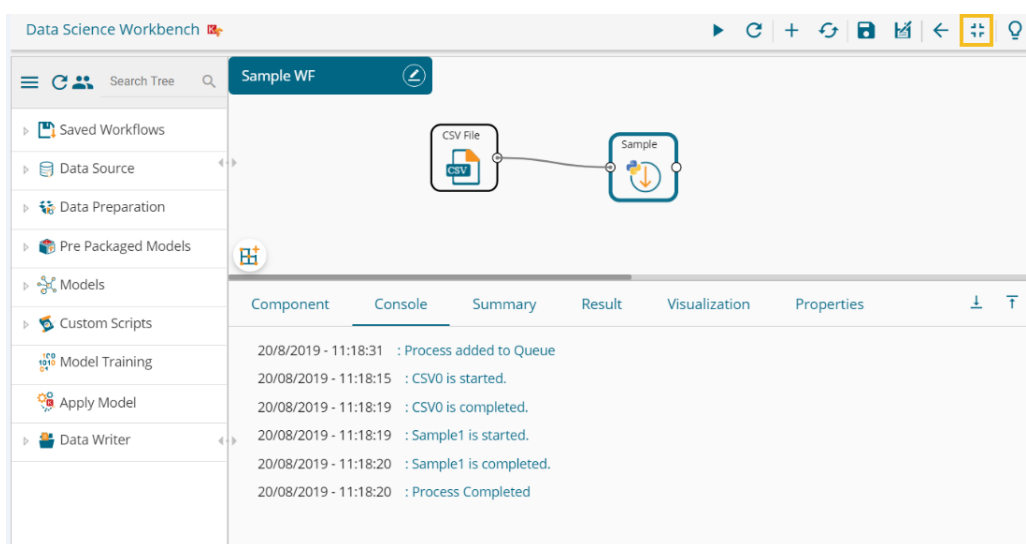 Data Science Workbench
Search Tree
Sample WF
Saved Workflows
Data Source
Data Preparation
Pre Packaged Models
Models
Custom Scripts
Model Training
Apply Model
Data Writer
CSV File
CSV
Sample
Component Console Summary Result Visualization Properties
20/8/2019 - 11:18:31 : Process added to Queue
20/08/2019 - 11:18:15 : CSV0 is started.
20/08/2019 - 11:18:19 : CSV0 is completed.
20/08/2019 - 11:18:19 : Sample1 is started.
20/08/2019 - 11:18:20 : Sample1 is completed.
20/08/2019 - 11:18:20 : Process Completed